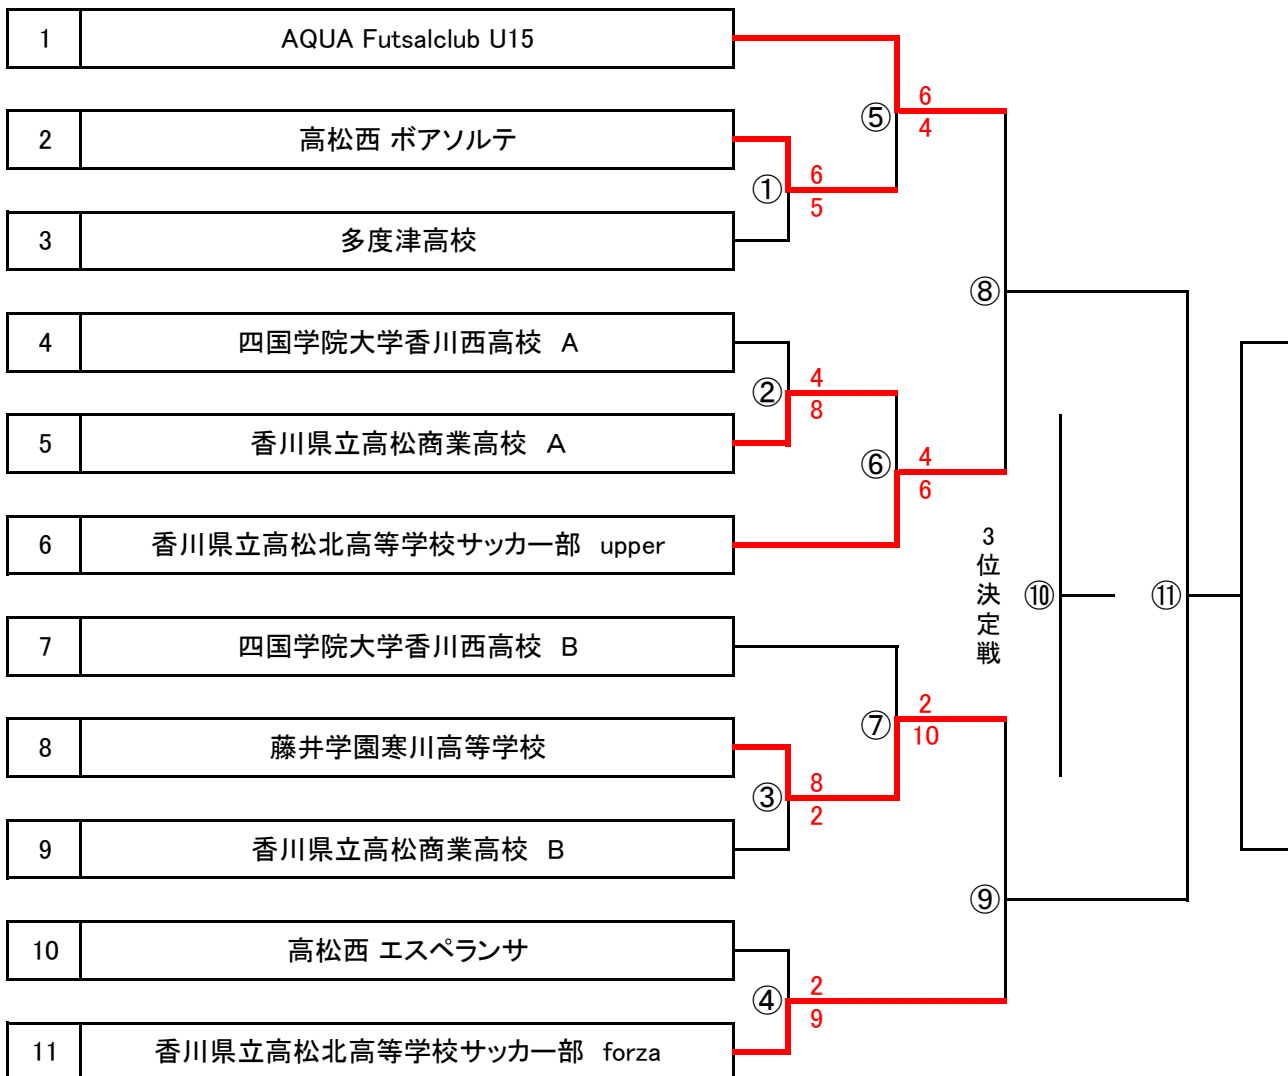 1 AQUA Futsalclub U15
6
⑤
4
2 高松西 ボアソルテ
6
①
5
3 多度津高校
⑧
4 四国学院大学香川西高校 A
4
②
8
5 香川県立高松商業高校 A
4
⑥
6
6 香川県立高松北高等学校サッカー部 upper
3位決定戦
⑩
⑪
7 四国学院大学香川西高校 B
2
⑦
10
8 藤井学園寒川高等学校
8
③
2
9 香川県立高松商業高校 B
⑨
10 高松西 エスペランサ
2
④
9
11 香川県立高松北高等学校サッカー部 forza